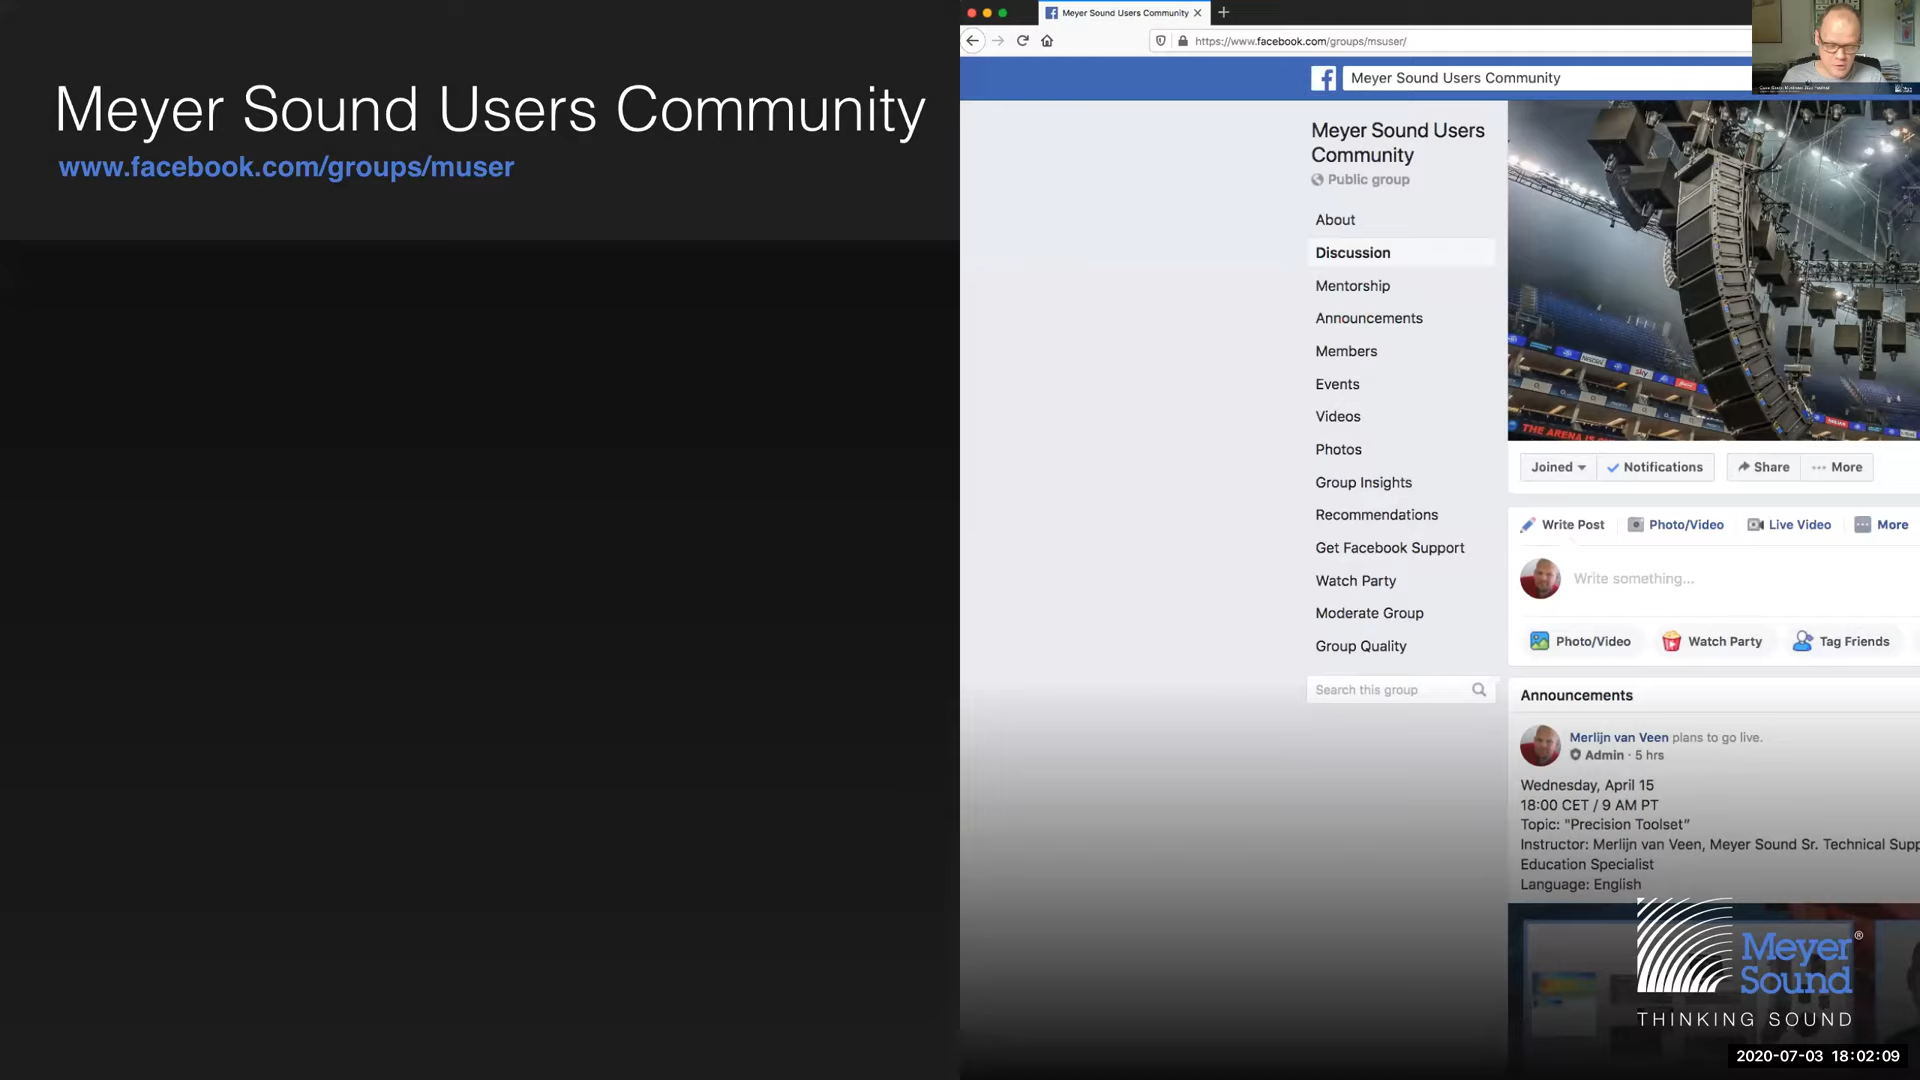 Meyer Sound Users Community
www.facebook.com/groups/muser
Meyer Sound Users Community
https://www.facebook.com/groups/msuser/
Meyer Sound Users Community
Meyer Sound Users
Community
Public group
About
Discussion
Mentorship
Announcements
Members
Events
Videos
Photos
Group Insights
Recommendations
Get Facebook Support
Watch Party
Moderate Group
Group Quality
Search this group
sky
THE ARENA IS
Joined
Notifications
Share
More
Write Post
Photo/Video
Live Video
More
Write something...
Photo/Video
Watch Party
Tag Friends
Announcements
Merlijn van Veen plans to go live.
Admin · 5 hrs
Wednesday, April 15
18:00 CET / 9 AM PT
Topic: "Precision Toolset"
Instructor: Merlijn van Veen, Meyer Sound Sr. Technical Supp
Education Specialist
Language: English
Meyer®
Sound
THINKING SOUND
2020-07-03 18:02:09